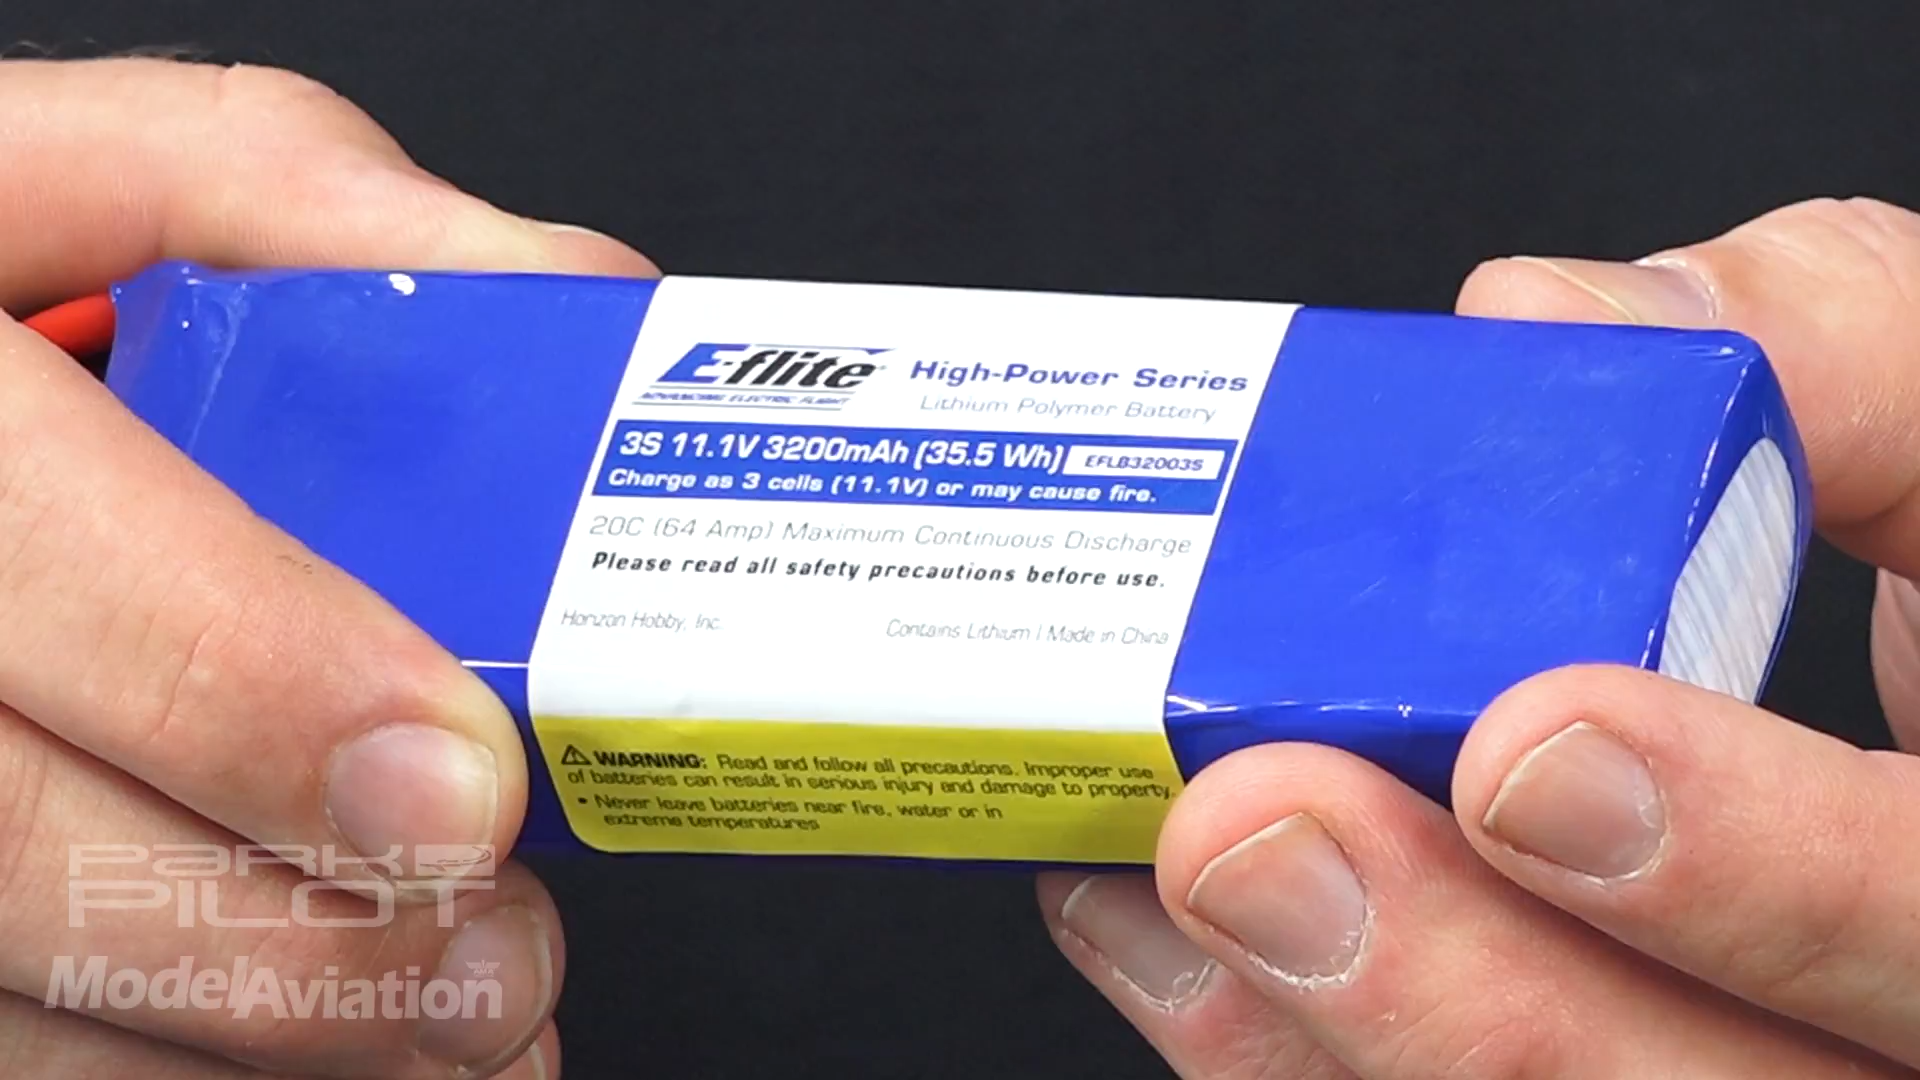 E-flite
ADVANCING ELECTRIC FLIGHT
High-Power Series
Lithium Polymer Battery
3S 11.1V 3200mAh (35.5 Wh) EFLB32003S
Charge as 3 cells (11.1V) or may cause fire.
20C (64 Amp) Maximum Continuous Discharge
Please read all safety precautions before use.
Horizon Hobby, Inc.
Contains Lithium | Made in China
WARNING: Read and follow all precautions. Improper use
of batteries can result in serious injury and damage to property.
• Never leave batteries near fire, water or in
extreme temperatures
PARK
PILOT
ModelAviation